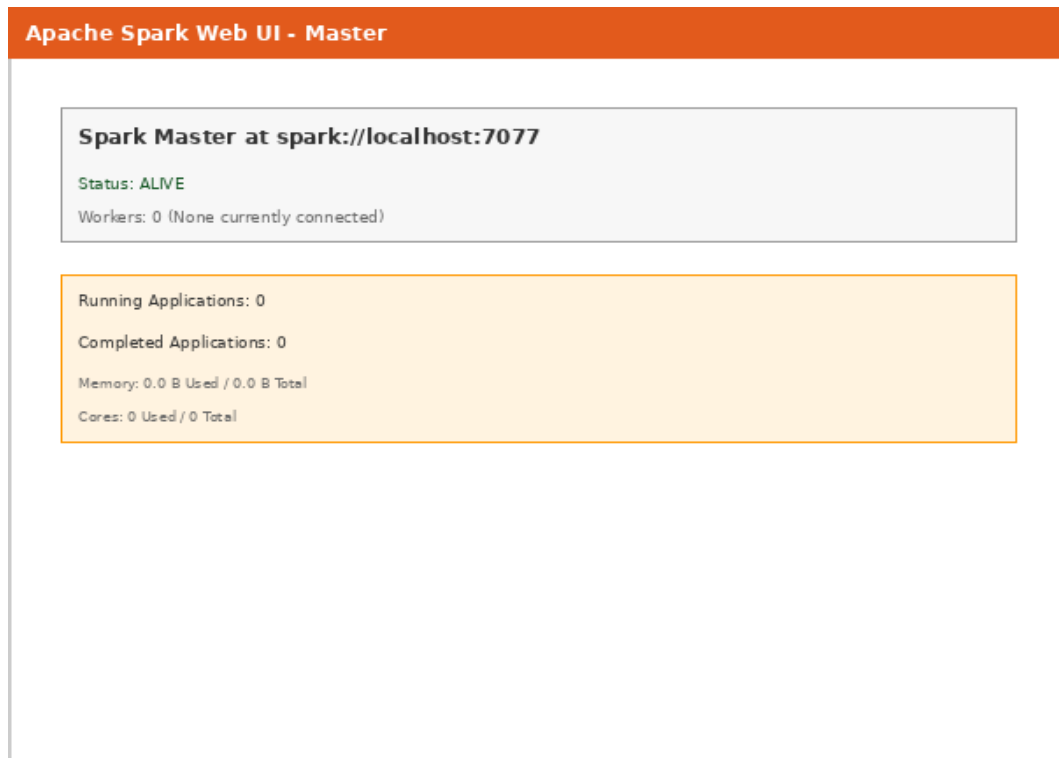 Apache Spark Web UI - Master
Spark Master at spark://localhost:7077
Status: ALIVE
Workers: 0 (None currently connected)
Running Applications: 0
Completed Applications: 0
Memory: 0.0 B Used / 0.0 B Total
Cores: 0 Used / 0 Total